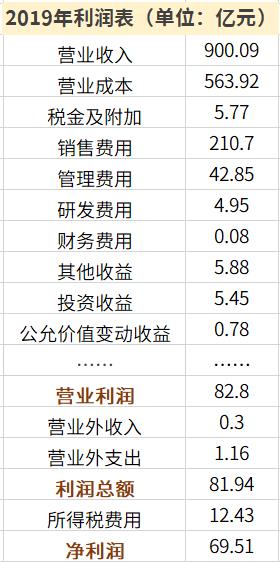 2019年利润表（单位：亿元）
营业收入 900.09
营业成本 563.92
税金及附加 5.77
销售费用 210.7
管理费用 42.85
研发费用 4.95
财务费用 0.08
其他收益 5.88
投资收益 5.45
公允价值变动收益 0.78
…… ……
营业利润 82.8
营业外收入 0.3
营业外支出 1.16
利润总额 81.94
所得税费用 12.43
净利润 69.51